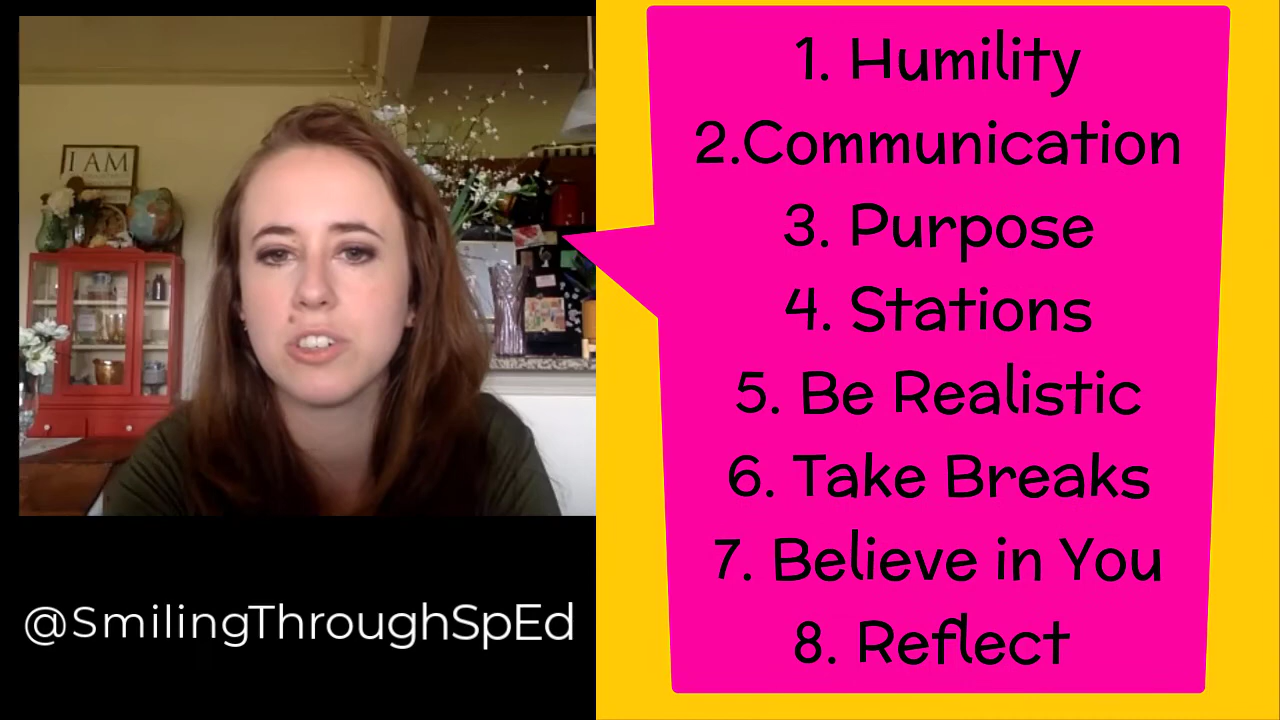 I AM
@SmilingThroughSpEd
1. Humility
2.Communication
3. Purpose
4. Stations
5. Be Realistic
6. Take Breaks
7. Believe in You
8. Reflect